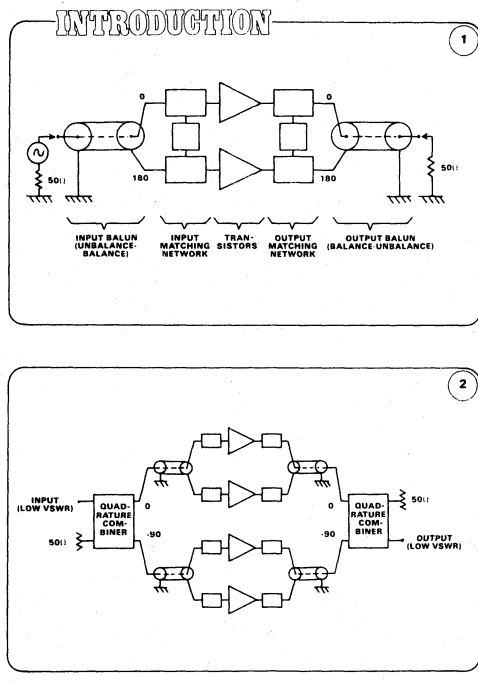 INTRODUCTION
1
0
0
50Ω
180
180
50Ω
INPUT BALUN
(UNBALANCE-
BALANCE)
INPUT
MATCHING
NETWORK
TRAN-
SISTORS
OUTPUT
MATCHING
NETWORK
OUTPUT BALUN
(BALANCE-UNBALANCE)
2
INPUT
(LOW VSWR)
50Ω
QUAD-
RATURE
COM-
BINER
0
-90
0
-90
QUAD-
RATURE
COM-
BINER
50Ω
OUTPUT
(LOW VSWR)